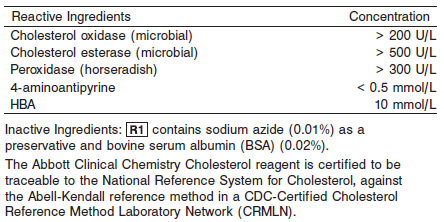 Reactive Ingredients Concentration
Cholesterol oxidase (microbial) > 200 U/L
Cholesterol esterase (microbial) > 500 U/L
Peroxidase (horseradish) > 300 U/L
4-aminoantipyrine < 0.5 mmol/L
HBA 10 mmol/L
Inactive Ingredients: R1 contains sodium azide (0.01%) as a
preservative and bovine serum albumin (BSA) (0.02%).
The Abbott Clinical Chemistry Cholesterol reagent is certified to be
traceable to the National Reference System for Cholesterol, against
the Abell-Kendall reference method in a CDC-Certified Cholesterol
Reference Method Laboratory Network (CRMLN).